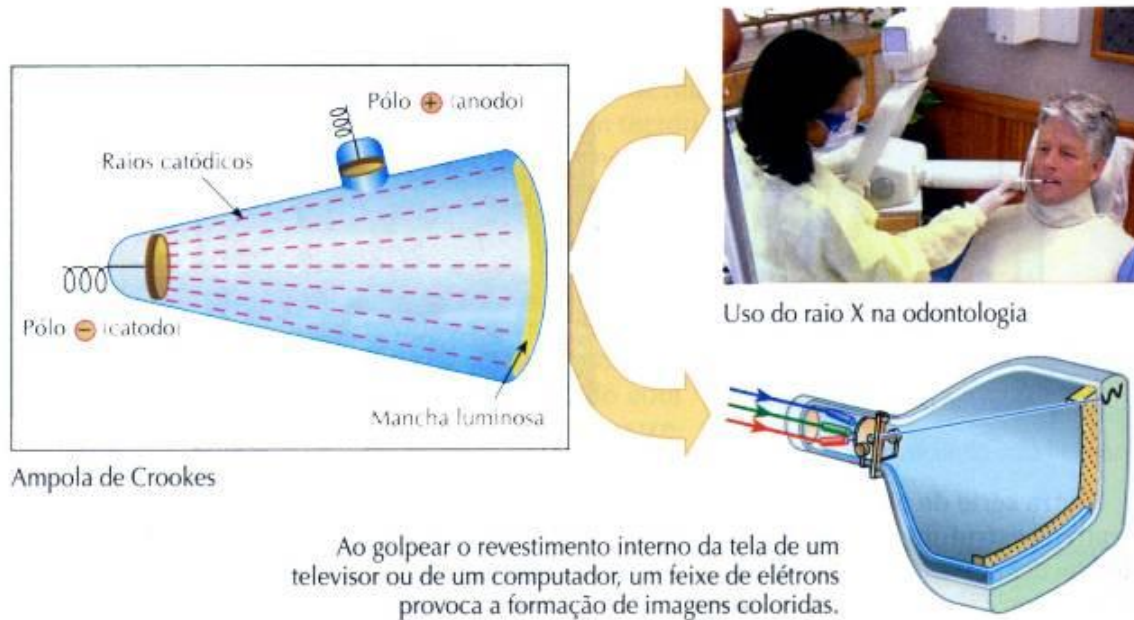 Pólo + (anodo)
Raios catódicos
Pólo − (catodo)
Mancha luminosa
Ampola de Crookes
Uso do raio X na odontologia
Ao golpear o revestimento interno da tela de um
televisor ou de um computador, um feixe de elétrons
provoca a formação de imagens coloridas.